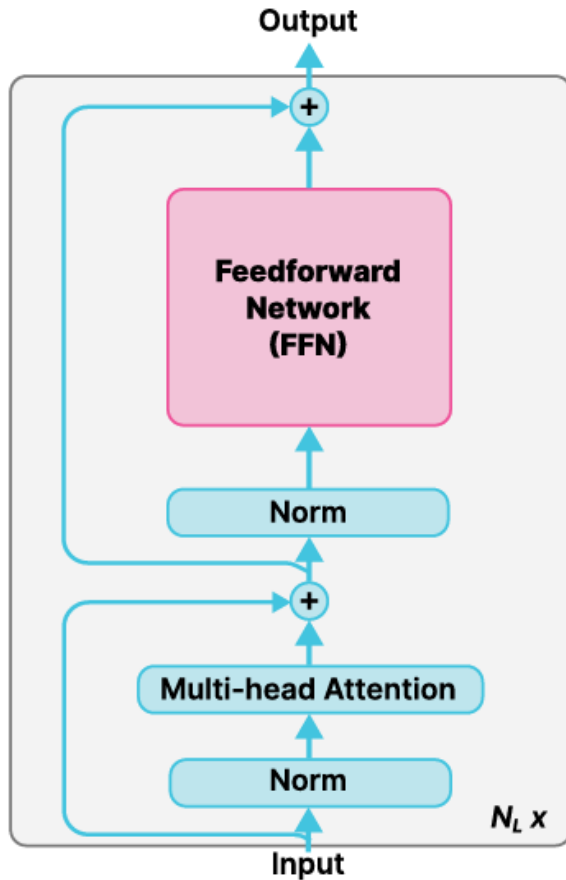 Output
+
Feedforward
Network
(FFN)
Norm
+
Multi-head Attention
Norm
N_L x
Input